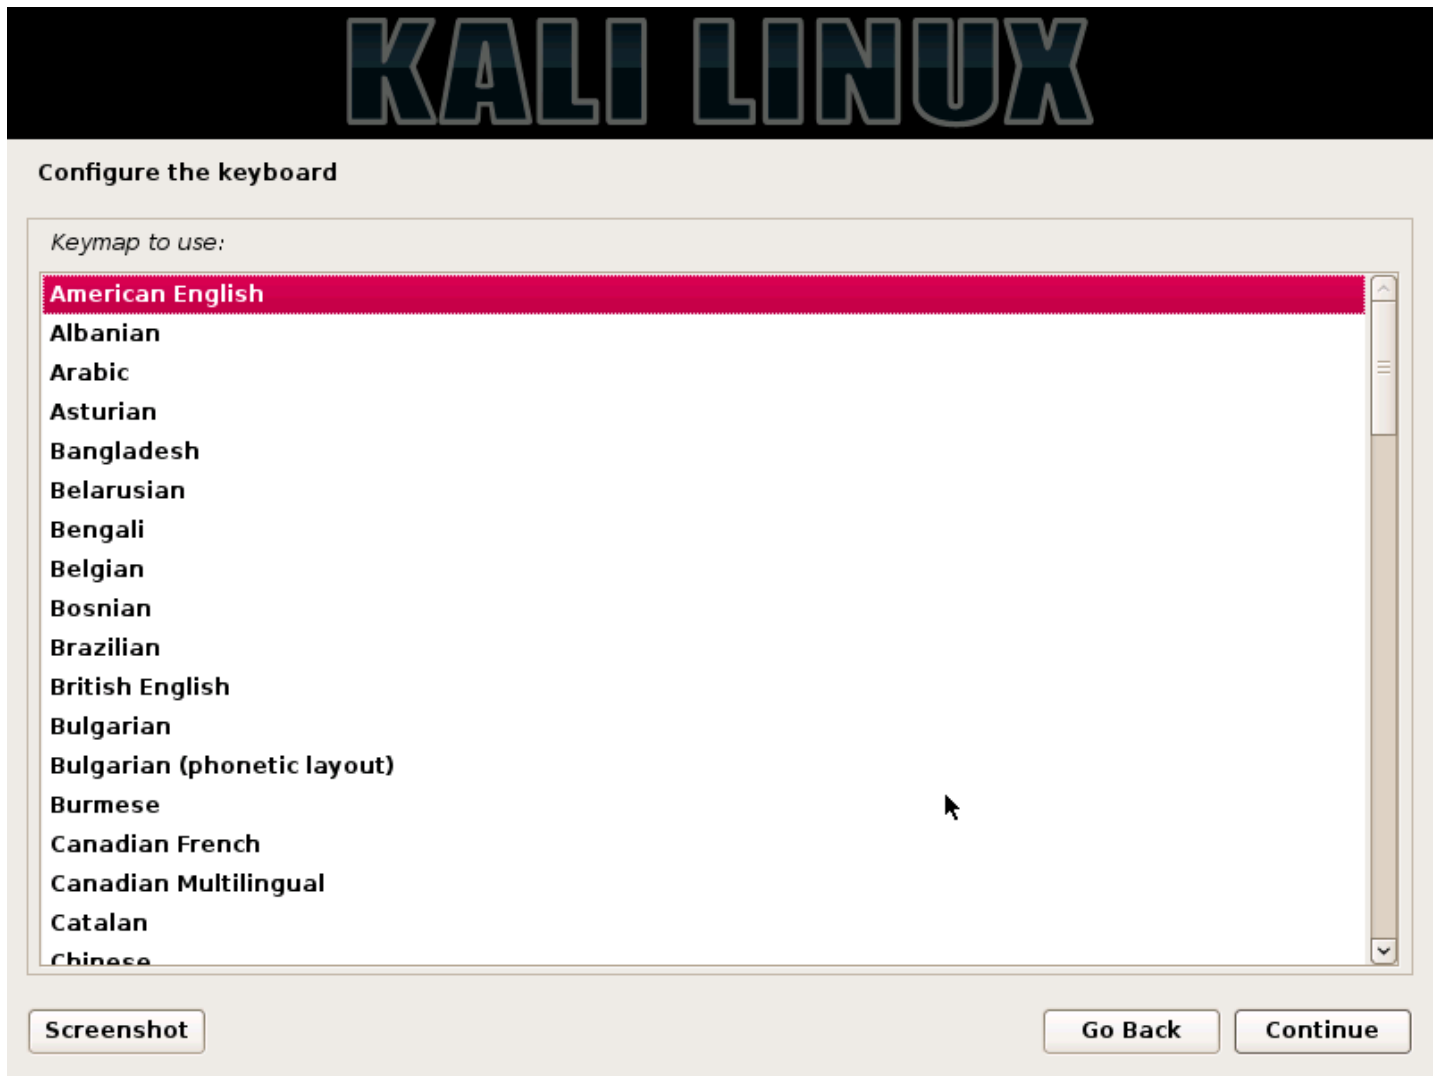 KALI LINUX
Configure the keyboard
Keymap to use:
American English
Albanian
Arabic
Asturian
Bangladesh
Belarusian
Bengali
Belgian
Bosnian
Brazilian
British English
Bulgarian
Bulgarian (phonetic layout)
Burmese
Canadian French
Canadian Multilingual
Catalan
Chinese
Screenshot
Go Back
Continue